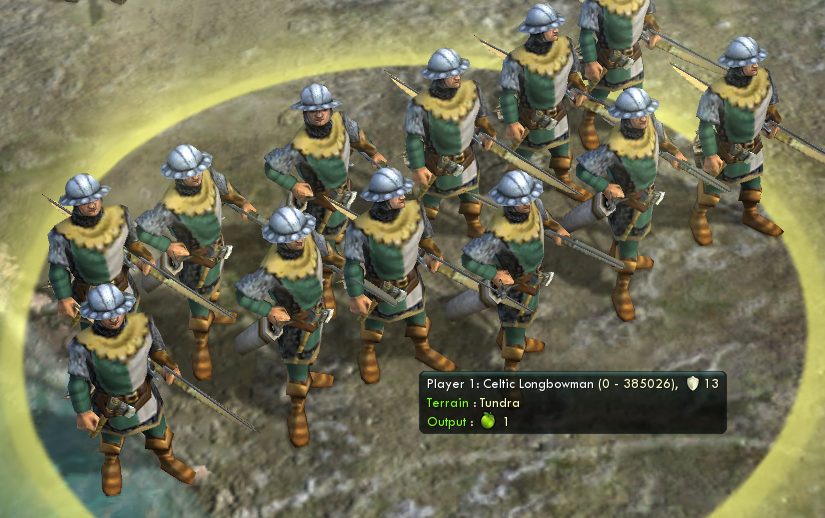 Player 1: Celtic Longbowman (0 - 385026), 13
Terrain : Tundra
Output : 1